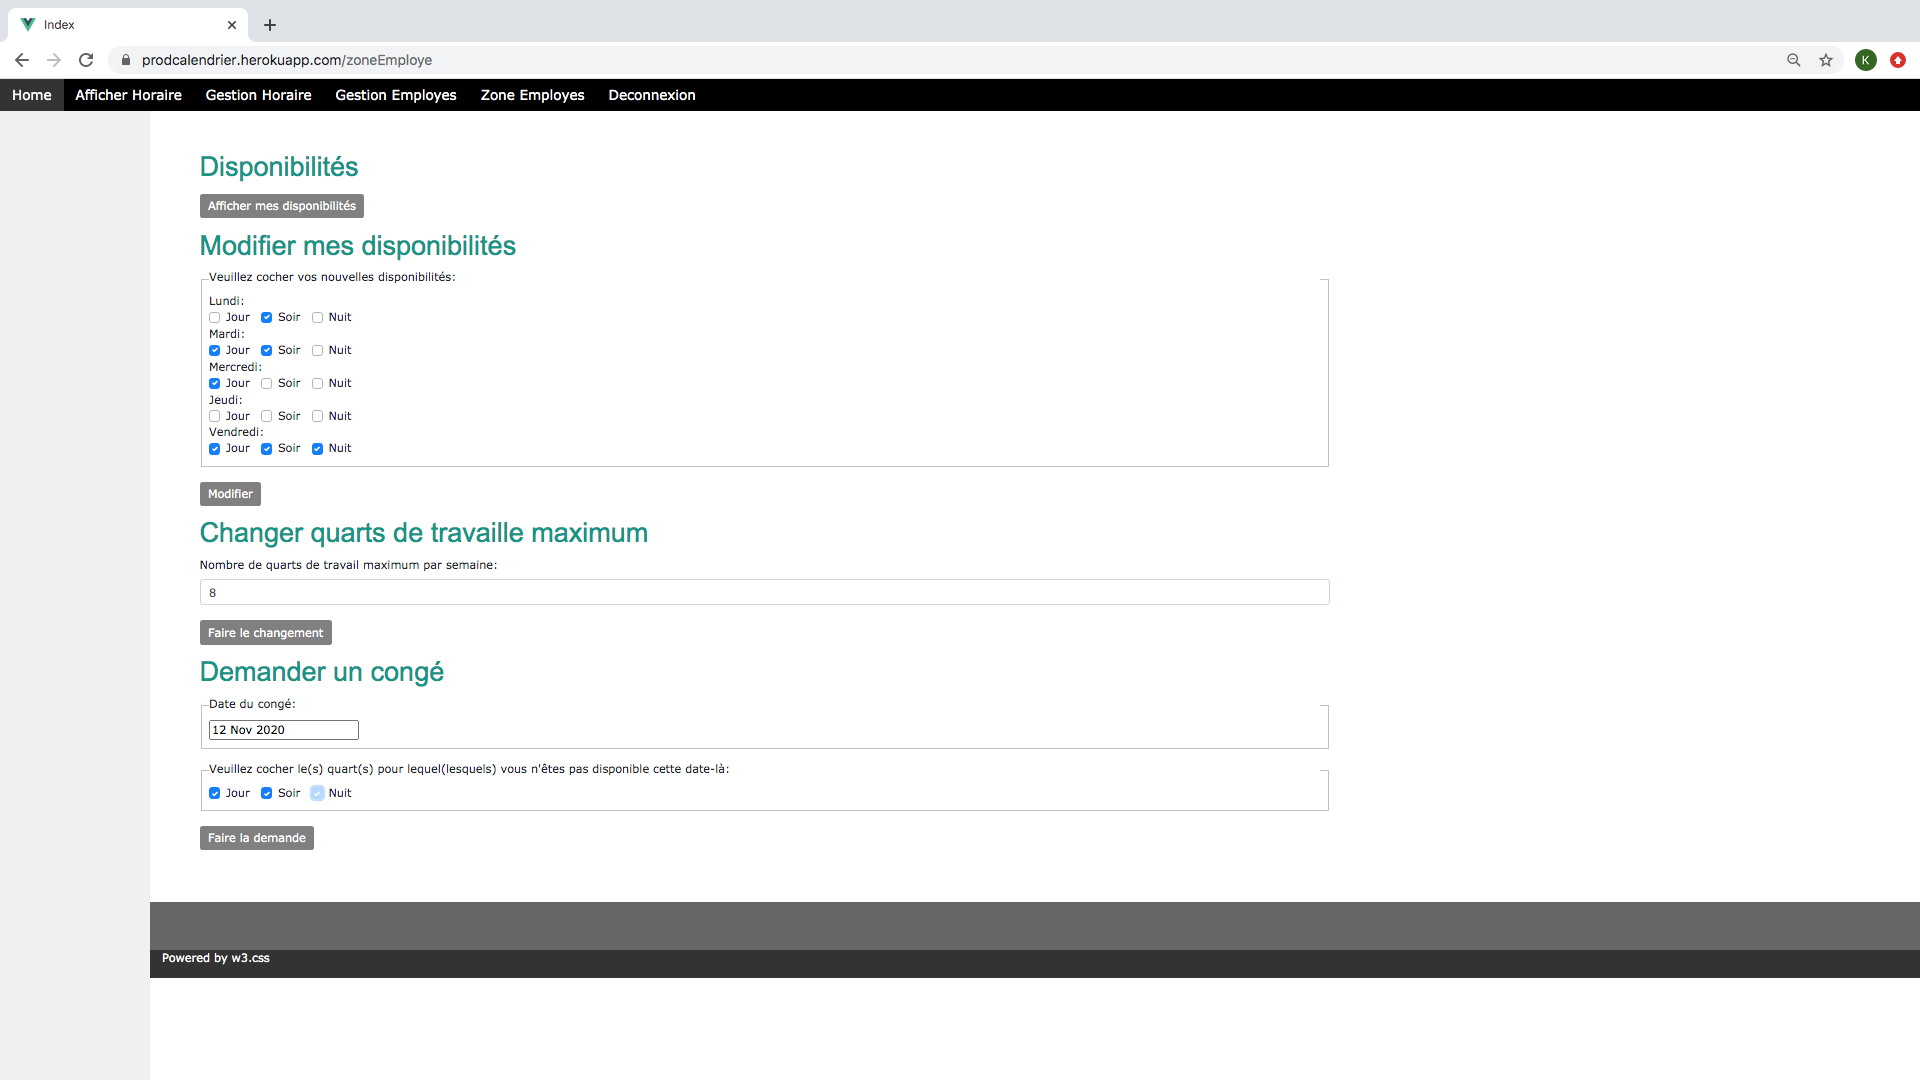 Index
prodcalendrier.herokuapp.com/zoneEmploye
K
Home Afficher Horaire Gestion Horaire Gestion Employes Zone Employes Deconnexion
Disponibilités
Afficher mes disponibilités
Modifier mes disponibilités
Veuillez cocher vos nouvelles disponibilités:
Lundi:
Jour Soir Nuit
Mardi:
Jour Soir Nuit
Mercredi:
Jour Soir Nuit
Jeudi:
Jour Soir Nuit
Vendredi:
Jour Soir Nuit
Modifier
Changer quarts de travaille maximum
Nombre de quarts de travail maximum par semaine:
8
Faire le changement
Demander un congé
Date du congé:
12 Nov 2020
Veuillez cocher le(s) quart(s) pour lequel(lesquels) vous n'êtes pas disponible cette date-là:
Jour Soir Nuit
Faire la demande
Powered by w3.css